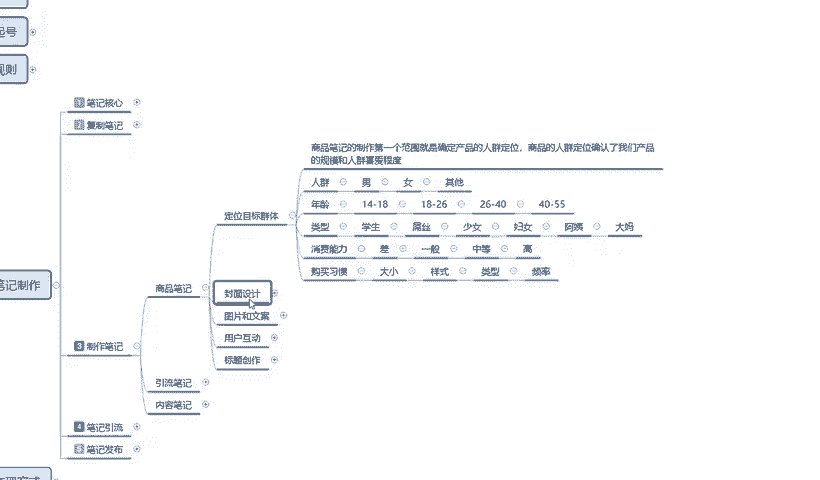 起号
规则
1 笔记核心
2 复制笔记
商品笔记的制作第一个范围就是确定产品的人群定位，商品的人群定位确认了我们产品
的规模和人群喜爱程度
人群 男 女 其他
年龄 14-18 18-26 26-40 40-55
定位目标群体
类型 学生 屌丝 少女 妇女 阿姨 大妈
消费能力 差 一般 中等 高
购买习惯 大小 样式 类型 频率
笔记制作
商品笔记
封面设计
图片和文案
用户互动
3 制作笔记
标题创作
引流笔记
内容笔记
4 笔记引流
5 笔记发布